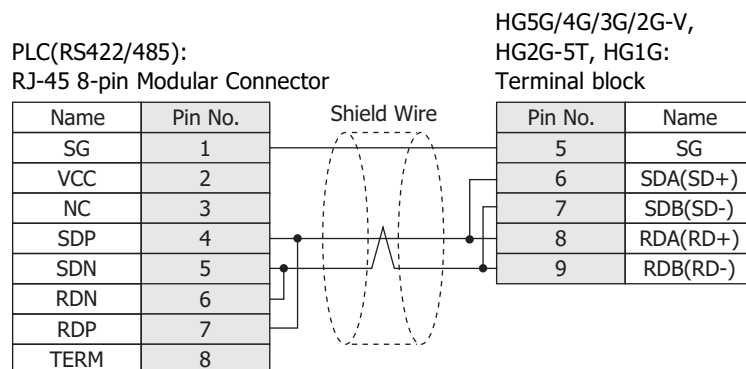 HG5G/4G/3G/2G-V,
PLC(RS422/485): HG2G-5T, HG1G:
RJ-45 8-pin Modular Connector Terminal block
Name Pin No. Shield Wire Pin No. Name
SG 1 5 SG
VCC 2 6 SDA(SD+)
NC 3 7 SDB(SD-)
SDP 4 8 RDA(RD+)
SDN 5 9 RDB(RD-)
RDN 6
RDP 7
TERM 8